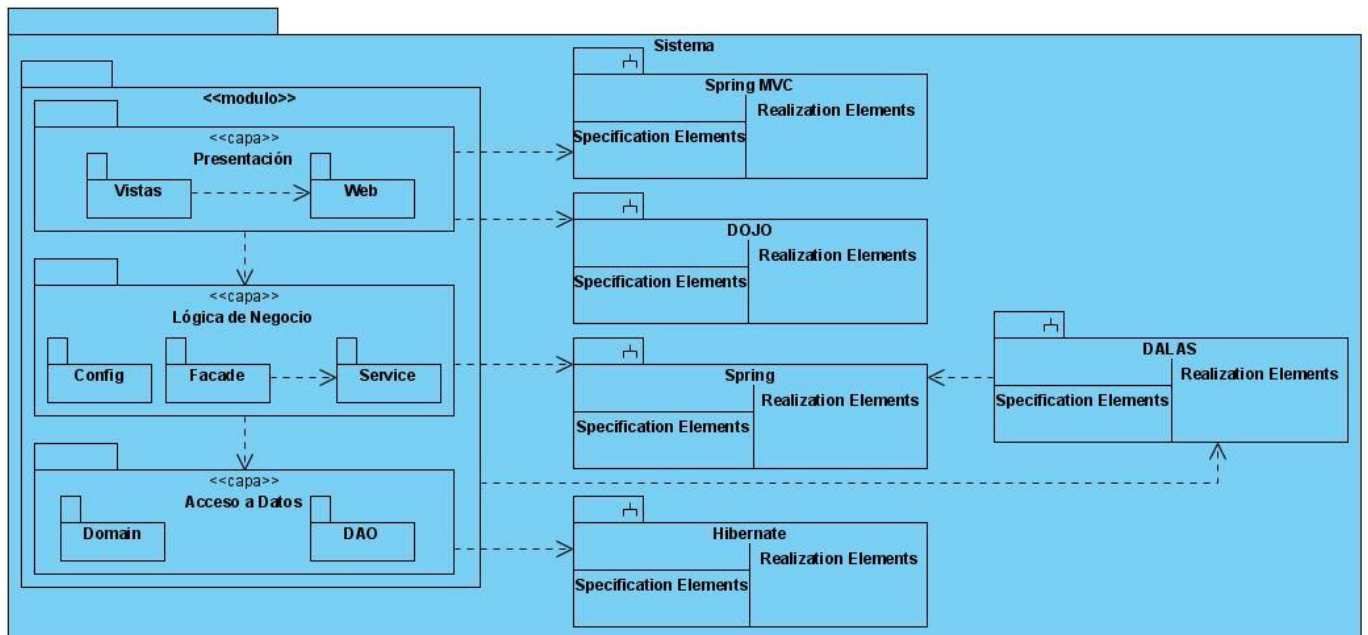 Sistema
<<modulo>>
<<capa>>
Presentación
Vistas
Web
<<capa>>
Lógica de Negocio
Config
Facade
Service
<<capa>>
Acceso a Datos
Domain
DAO
Spring MVC
Realization Elements
Specification Elements
DOJO
Realization Elements
Specification Elements
Spring
Realization Elements
Specification Elements
Hibernate
Realization Elements
Specification Elements
DALAS
Realization Elements
Specification Elements